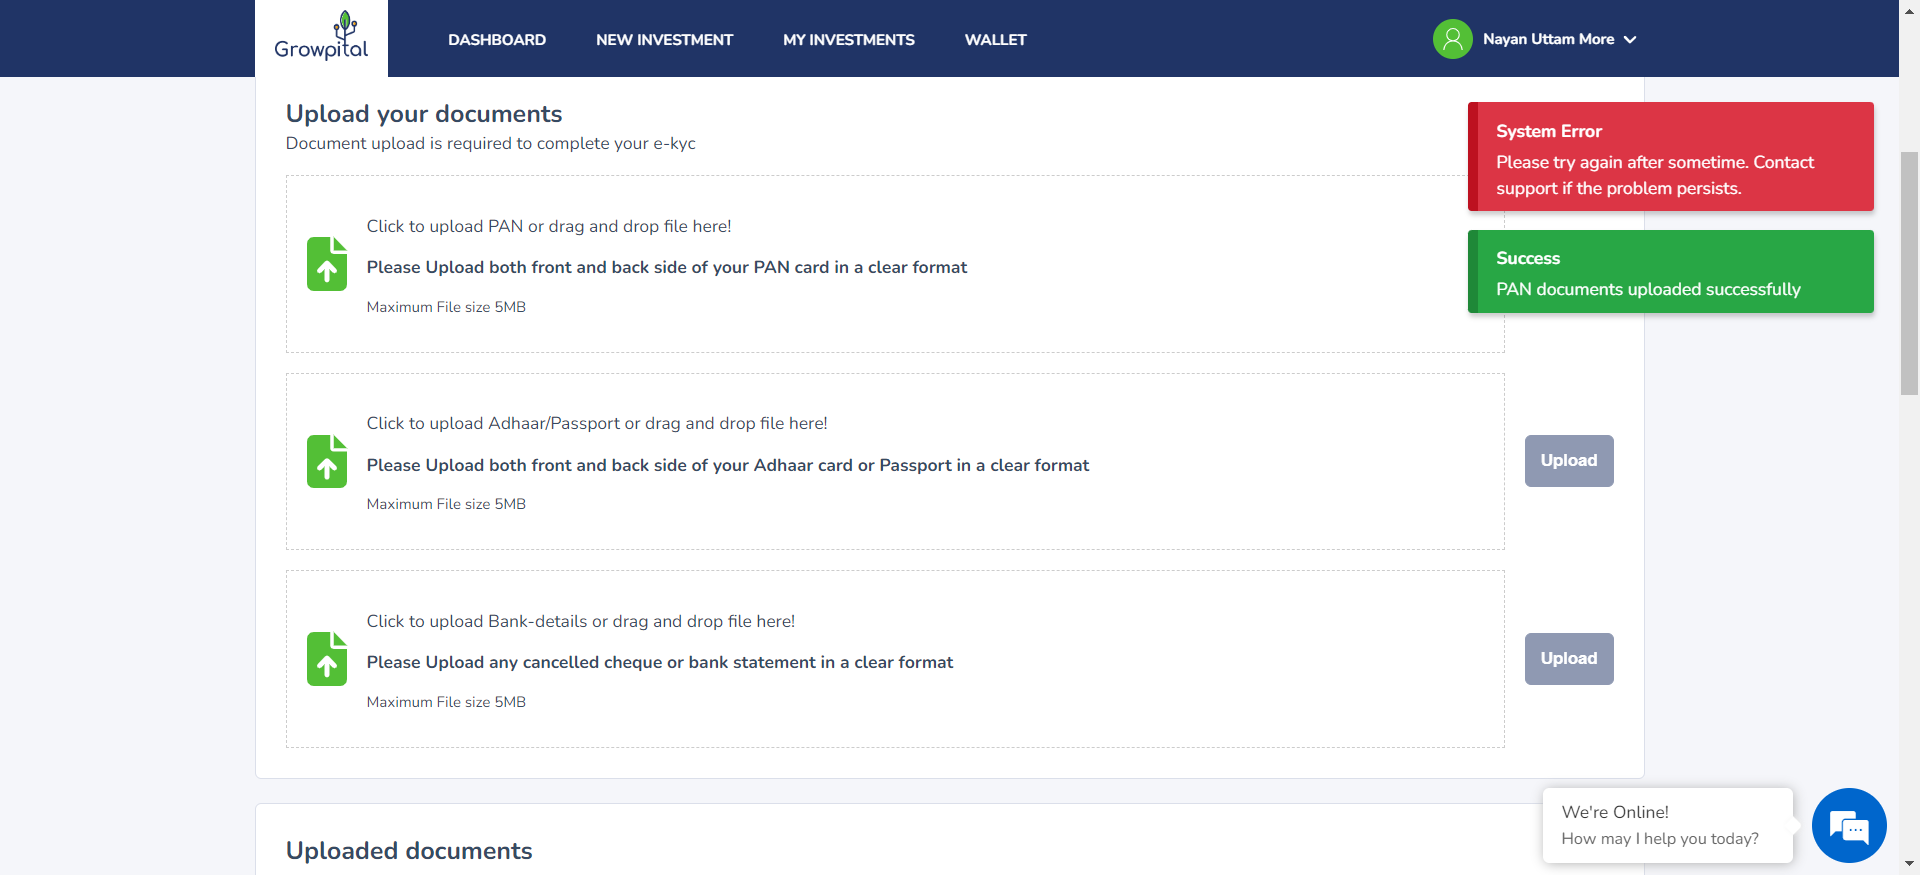 Growpital
DASHBOARD
NEW INVESTMENT
MY INVESTMENTS
WALLET
Nayan Uttam More
Upload your documents
Document upload is required to complete your e-kyc
System Error
Please try again after sometime. Contact
support if the problem persists.
Success
PAN documents uploaded successfully
Click to upload PAN or drag and drop file here!
Please Upload both front and back side of your PAN card in a clear format
Maximum File size 5MB
Click to upload Adhaar/Passport or drag and drop file here!
Please Upload both front and back side of your Adhaar card or Passport in a clear format
Maximum File size 5MB
Upload
Click to upload Bank-details or drag and drop file here!
Please Upload any cancelled cheque or bank statement in a clear format
Maximum File size 5MB
Upload
We're Online!
How may I help you today?
Uploaded documents